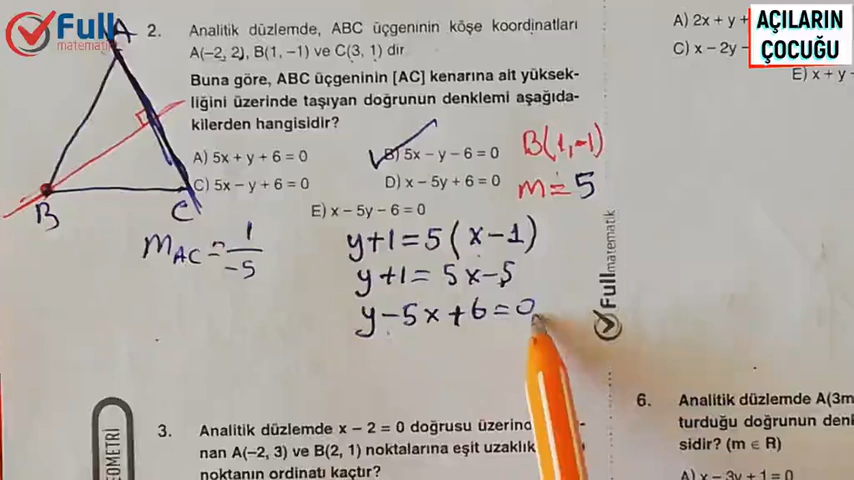 Full
matematik
A
2. Analitik düzlemde, ABC üçgeninin köşe koordinatları
A(−2, 2), B(1, −1) ve C(3, 1) dir.
Buna göre, ABC üçgeninin [AC] kenarına ait yüksek-
liğini üzerinde taşıyan doğrunun denklemi aşağıda-
kilerden hangisidir?
A) 5x + y + 6 = 0
B) 5x − y − 6 = 0
C) 5x − y + 6 = 0
D) x − 5y + 6 = 0
E) x − 5y − 6 = 0
B
C
B(1,-1)
m=5
mAC = 1/-5
y+1=5(x-1)
y+1=5x-5
y-5x+6=0
Fullmatematik
A) 2x + y +
C) x − 2y −
E) x + y
AÇILARIN
ÇOCUĞU
GEOMETRİ
3. Analitik düzlemde x − 2 = 0 doğrusu üzerind
nan A(−2, 3) ve B(2, 1) noktalarına eşit uzaklık
noktanın ordinatı kaçtır?
6. Analitik düzlemde A(3m
turduğu doğrunun denk
sidir? (m ∈ R)
A) x − 3y + 1 = 0